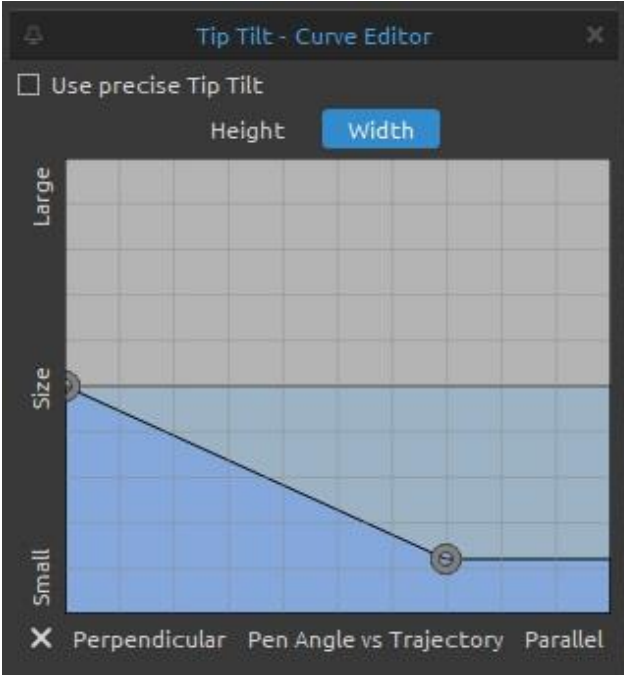 Tip Tilt - Curve Editor
Use precise Tip Tilt
Height Width
Large
Size
Small
Perpendicular Pen Angle vs Trajectory Parallel